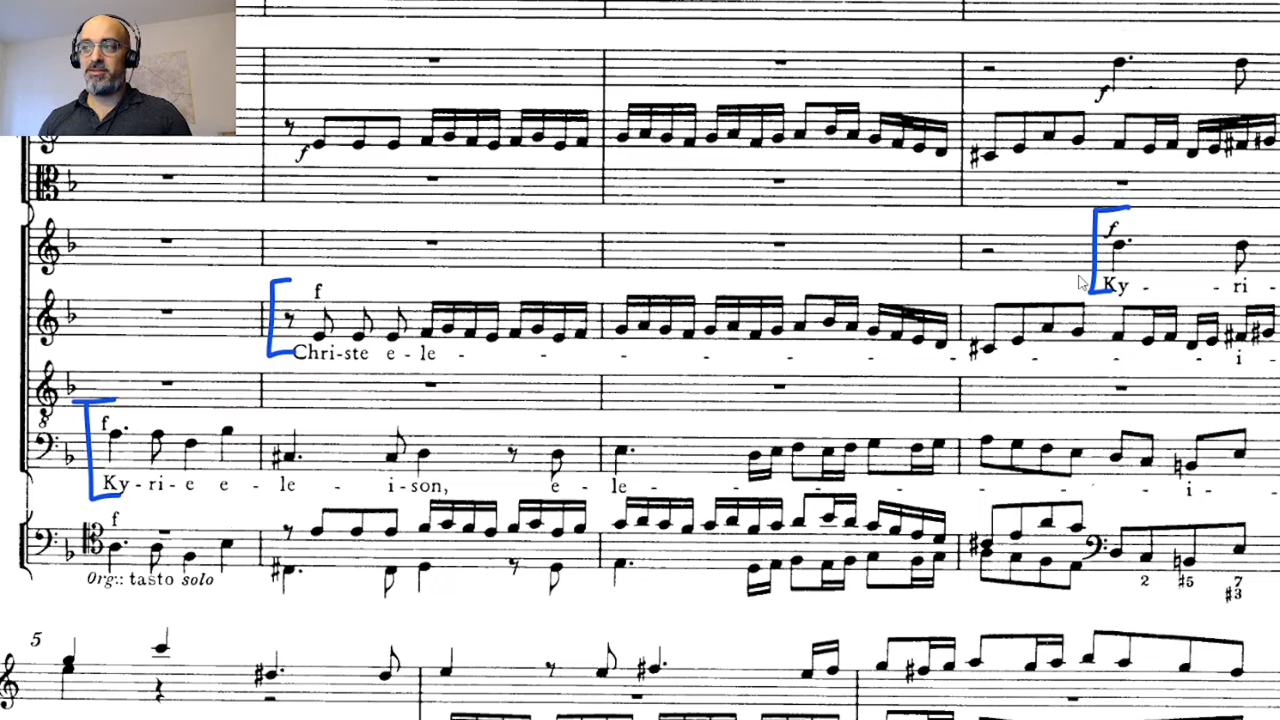 f
f
f
Ky - ri -
f
Chri-ste e - le - i -
f
Ky - ri - e e - le - i - son, e - le - i -
f
Org.: tasto solo
2 #5 7
#3
5